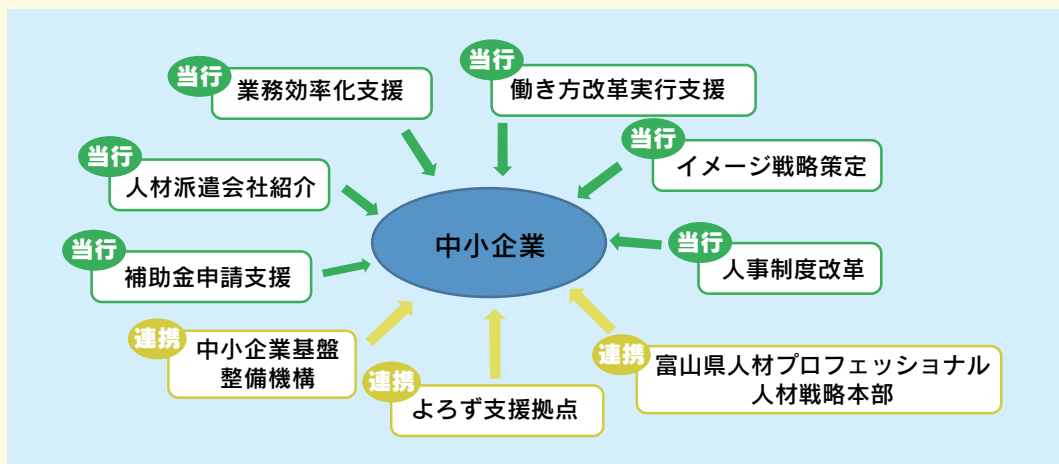 当行
業務効率化支援
当行
働き方改革実行支援
当行
イメージ戦略策定
当行
人材派遣会社紹介
中小企業
当行
人事制度改革
当行
補助金申請支援
連携
中小企業基盤
整備機構
連携
よろず支援拠点
連携
富山県人材プロフェッショナル
人材戦略本部